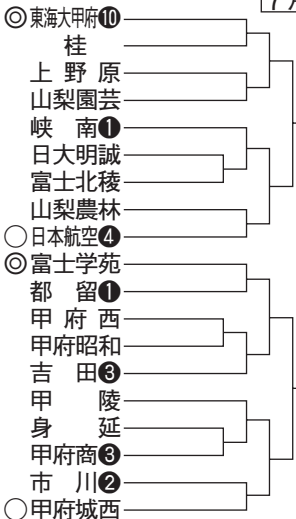 ◎東海大甲府❿
桂
上野原
山梨園芸
峡南❶
日大明誠
富士北稜
山梨農林
○日本航空❹
◎富士学苑
都留❶
甲府西
甲府昭和
吉田❸
甲陵
身延
甲府商❸
市川❷
○甲府城西